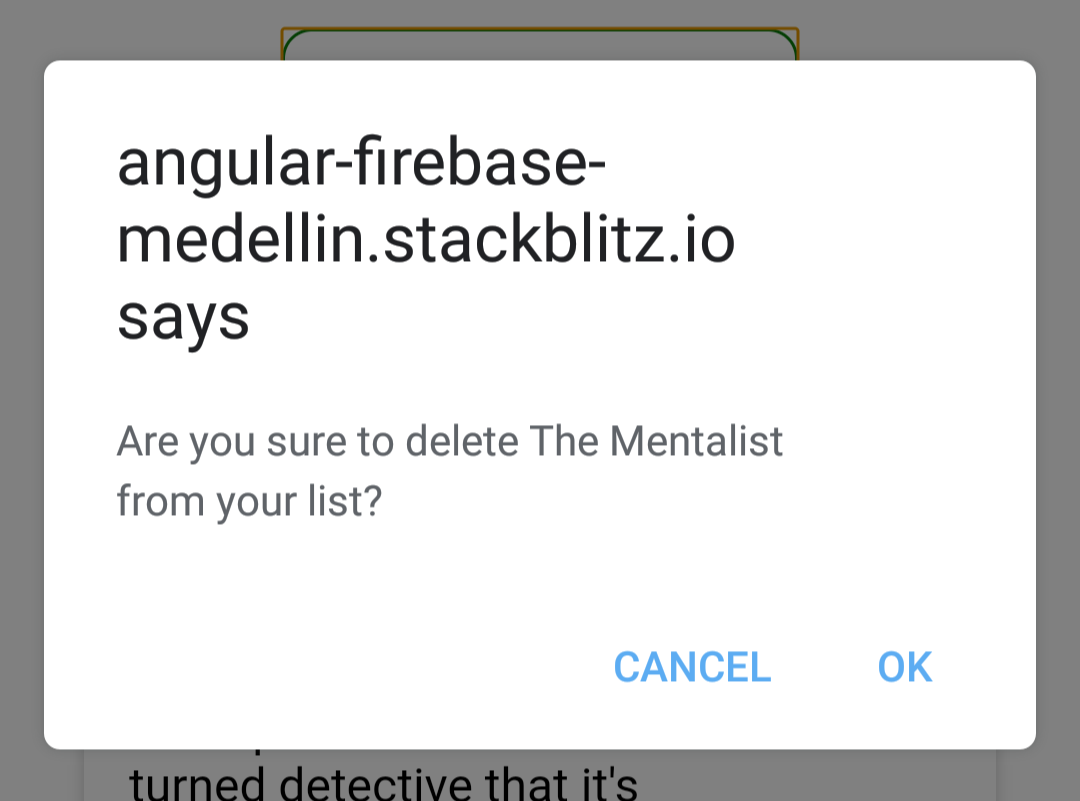 angular-firebase-
medellin.stackblitz.io
says
Are you sure to delete The Mentalist
from your list?
CANCEL OK
turned detective that it's